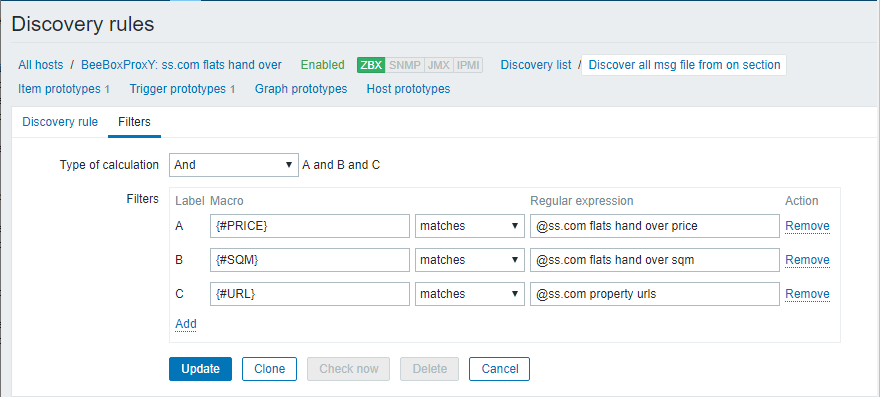 Discovery rules
All hosts / BeeBoxProxY: ss.com flats hand over Enabled ZBX SNMP JMX IPMI Discovery list / Discover all msg file from on section
Item prototypes 1 Trigger prototypes 1 Graph prototypes Host prototypes
Discovery rule Filters
Type of calculation And A and B and C
Filters Label Macro Regular expression Action
A {#PRICE} matches @ss.com flats hand over price Remove
B {#SQM} matches @ss.com flats hand over sqm Remove
C {#URL} matches @ss.com property urls Remove
Add
Update Clone Check now Delete Cancel